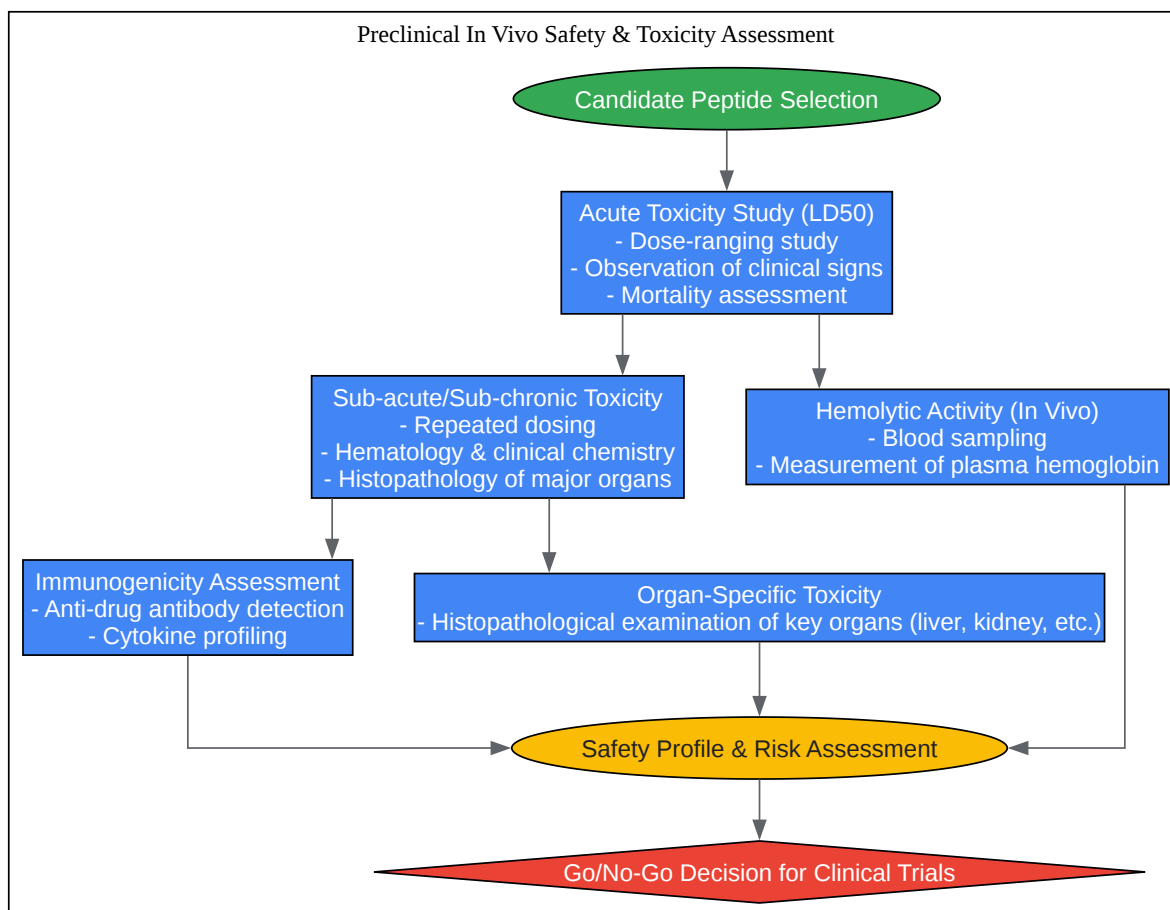 Preclinical In Vivo Safety & Toxicity Assessment
Candidate Peptide Selection
Acute Toxicity Study (LD50)
- Dose-ranging study
- Observation of clinical signs
- Mortality assessment
Sub-acute/Sub-chronic Toxicity
- Repeated dosing
- Hematology & clinical chemistry
- Histopathology of major organs
Hemolytic Activity (In Vivo)
- Blood sampling
- Measurement of plasma hemoglobin
Immunogenicity Assessment
- Anti-drug antibody detection
- Cytokine profiling
Organ-Specific Toxicity
- Histopathological examination of key organs (liver, kidney, etc.)
Safety Profile & Risk Assessment
Go/No-Go Decision for Clinical Trials